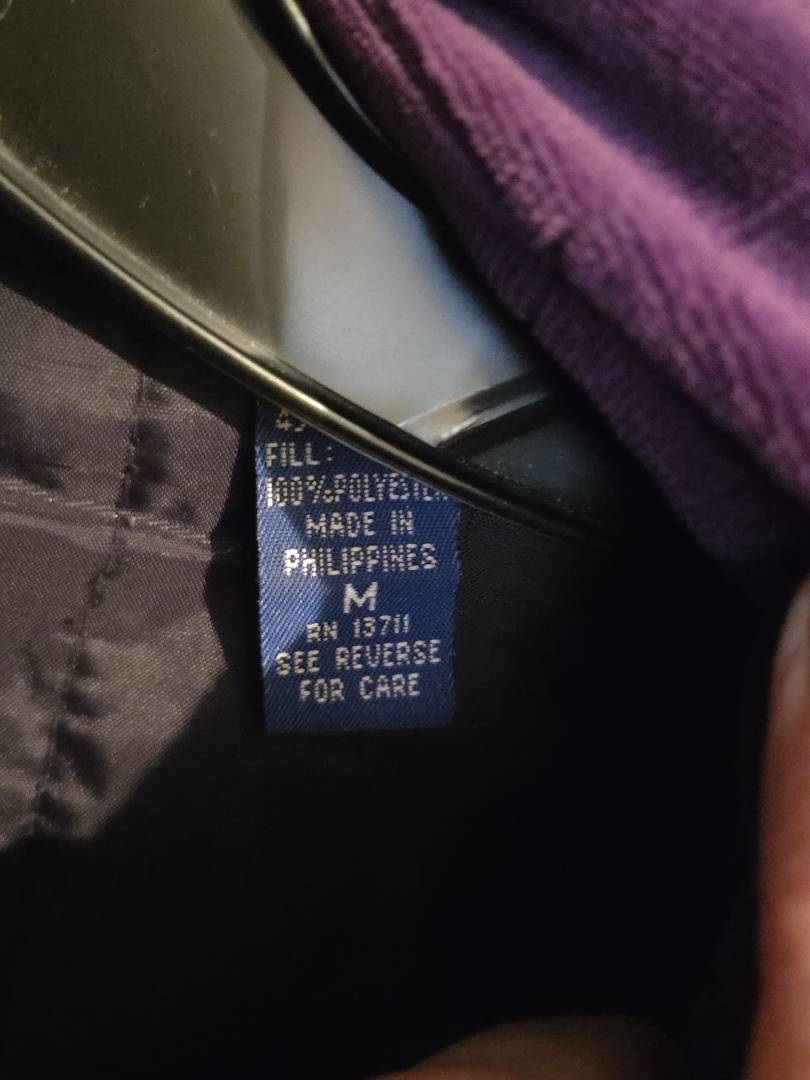 FILL:
100%POLYESTER
MADE IN
PHILIPPINES
M
RN 13711
SEE REVERSE
FOR CARE